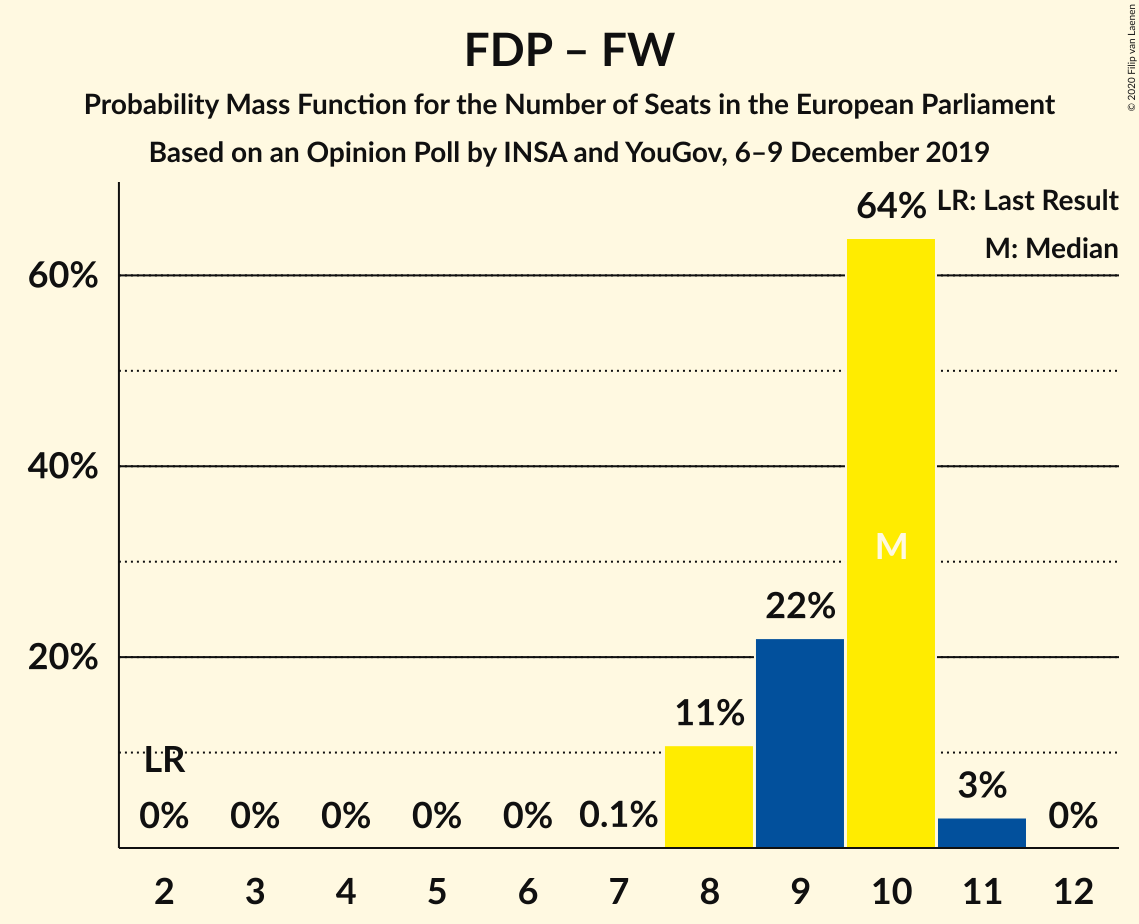 FDP – FW
Probability Mass Function for the Number of Seats in the European Parliament
Based on an Opinion Poll by INSA and YouGov, 6–9 December 2019
© 2020 Filip van Laenen
LR: Last Result
M: Median
60%
40%
20%
LR
0%
0%
0%
0%
0%
0.1%
11%
22%
64%
M
3%
0%
2 3 4 5 6 7 8 9 10 11 12